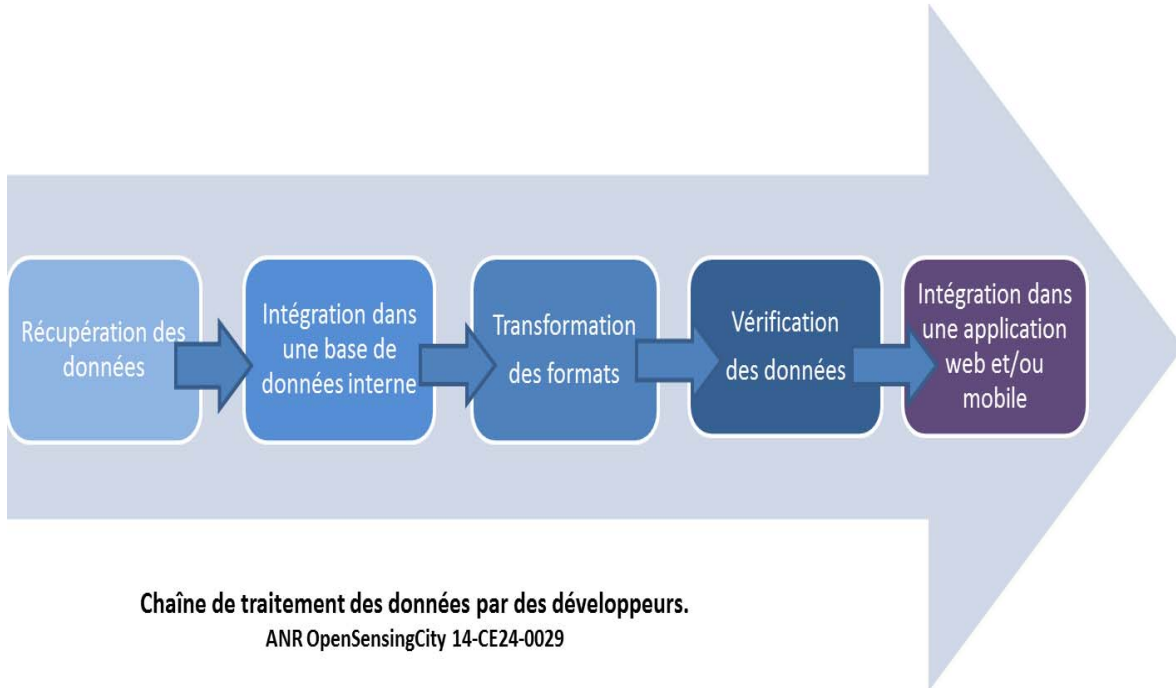 Récupération des
données
Intégration dans
une base de
données interne
Transformation
des formats
Vérification
des données
Intégration dans
une application
web et/ou
mobile
Chaîne de traitement des données par des développeurs.
ANR OpenSensingCity 14-CE24-0029